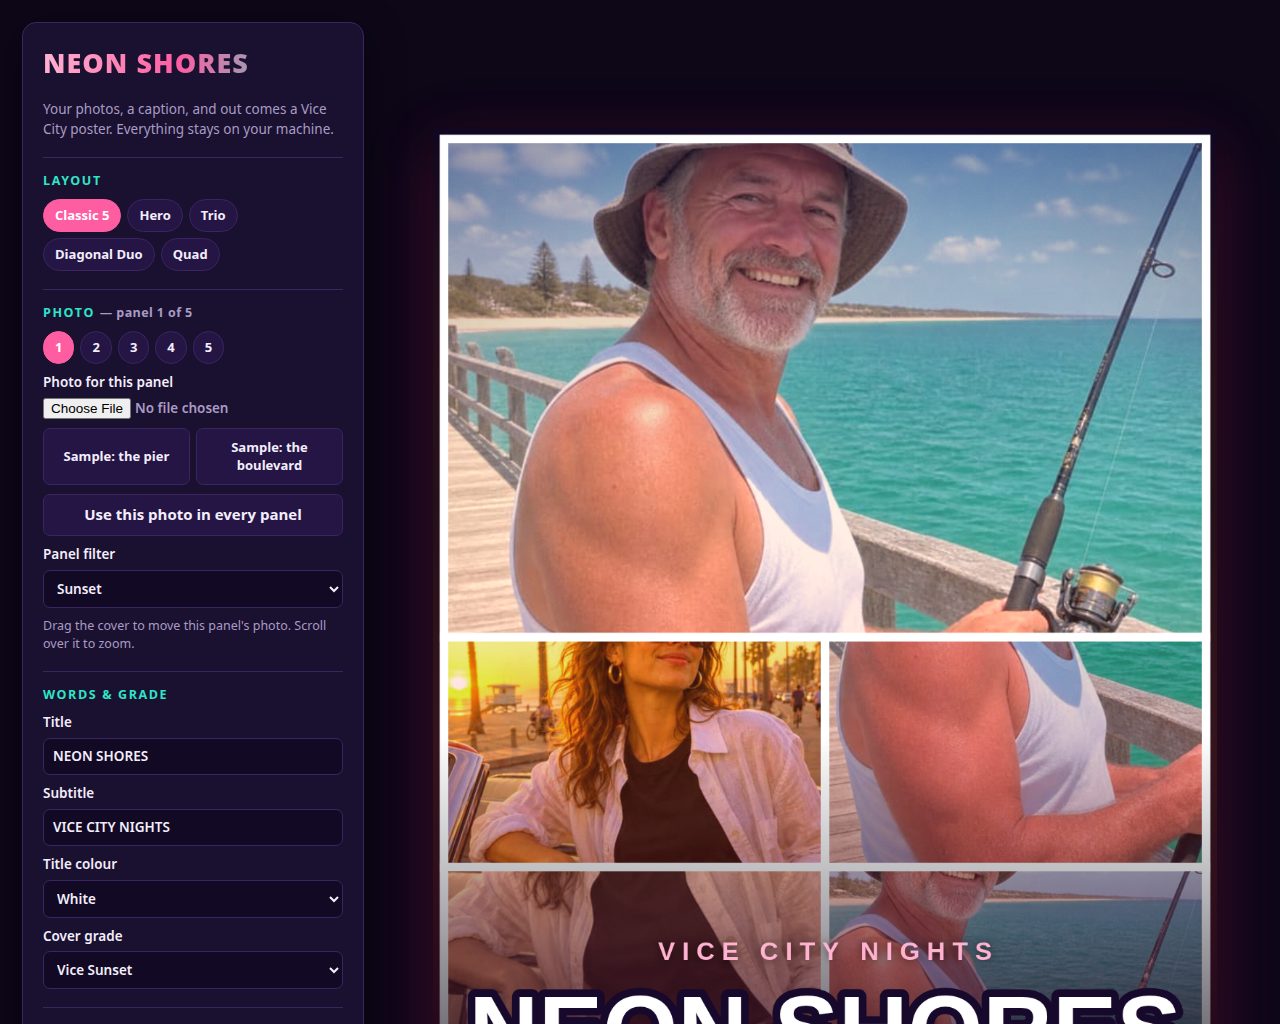 NEON SHORES
Your photos, a caption, and out comes a Vice
City poster. Everything stays on your machine.
LAYOUT
Classic 5
Hero
Trio
Diagonal Duo
Quad
PHOTO — panel 1 of 5
1
2
3
4
5
Photo for this panel
Choose File No file chosen
Sample: the pier
Sample: the
boulevard
Use this photo in every panel
Panel filter
Sunset
Drag the cover to move this panel's photo. Scroll
over it to zoom.
WORDS & GRADE
Title
NEON SHORES
Subtitle
VICE CITY NIGHTS
Title colour
White
Cover grade
Vice Sunset
VICE CITY NIGHTS
NEON SHORES